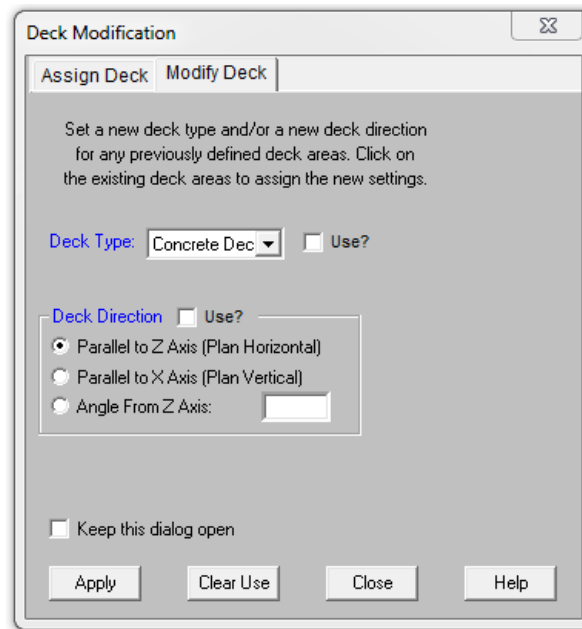 Deck Modification
Assign Deck Modify Deck
Set a new deck type and/or a new deck direction
for any previously defined deck areas. Click on
the existing deck areas to assign the new settings.
Deck Type: Concrete Dec Use?
Deck Direction Use?
Parallel to Z Axis (Plan Horizontal)
Parallel to X Axis (Plan Vertical)
Angle From Z Axis:
Keep this dialog open
Apply Clear Use Close Help